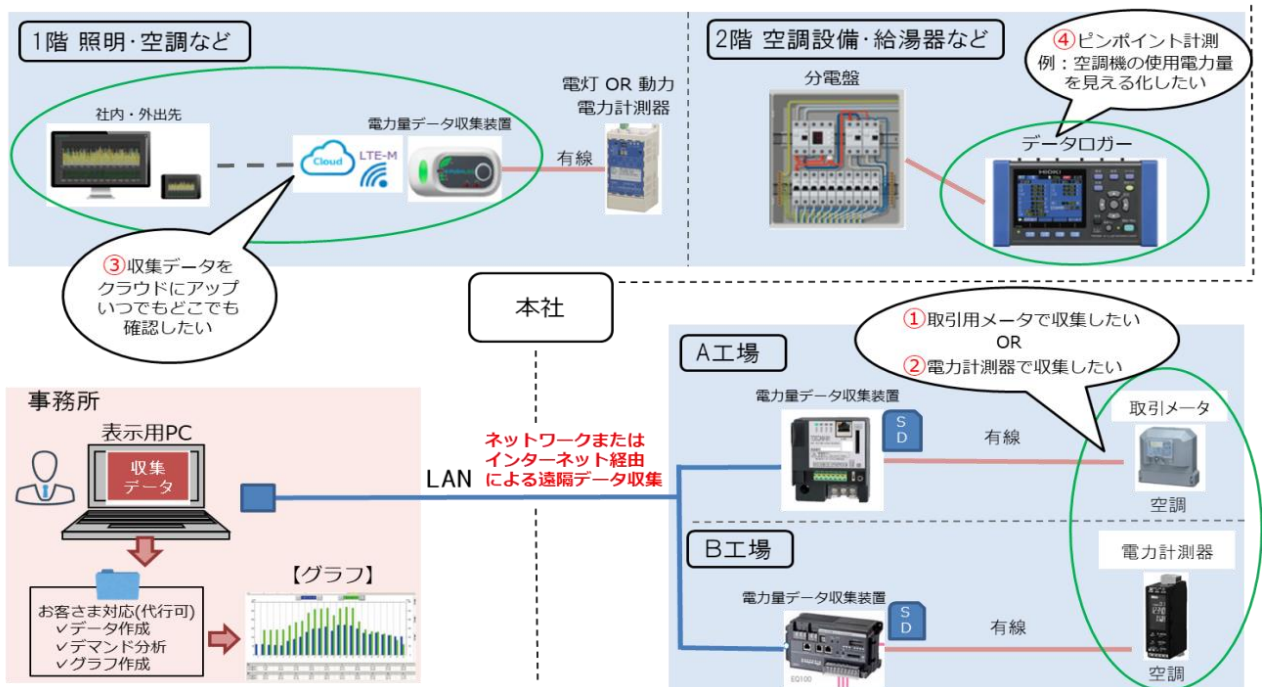 1階 照明・空調など
社内・外出先
Cloud
LTE-M
電力量データ収集装置
有線
電灯 OR 動力
電力計測器
③収集データを
クラウドにアップ
いつでもどこでも
確認したい
2階 空調設備・給湯器など
分電盤
データロガー
HIOKI
④ピンポイント計測
例：空調機の使用電力量
を見える化したい
本社
事務所
表示用PC
収集
データ
お客さま対応(代行可)
✓データ作成
✓デマンド分析
✓グラフ作成
【グラフ】
LAN
ネットワークまたは
インターネット経由
による遠隔データ収集
①取引用メータで収集したい
OR
②電力計測器で収集したい
A工場
電力量データ収集装置
SD
有線
取引メータ
空調
B工場
電力量データ収集装置
EQ100
SD
有線
電力計測器
空調